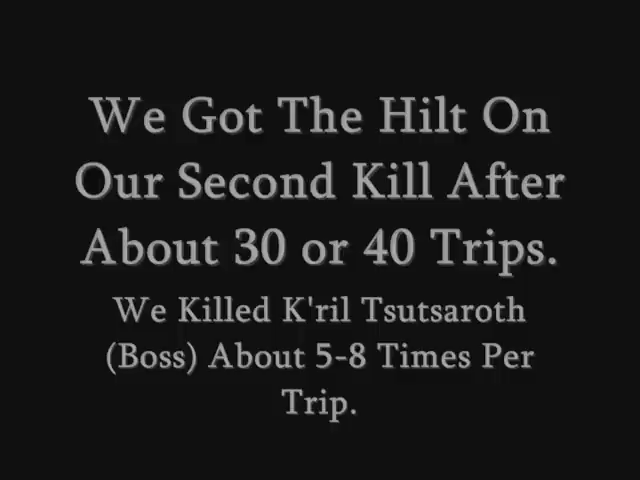 We Got The Hilt On
Our Second Kill After
About 30 or 40 Trips.
We Killed K'ril Tsutsaroth
(Boss) About 5-8 Times Per
Trip.